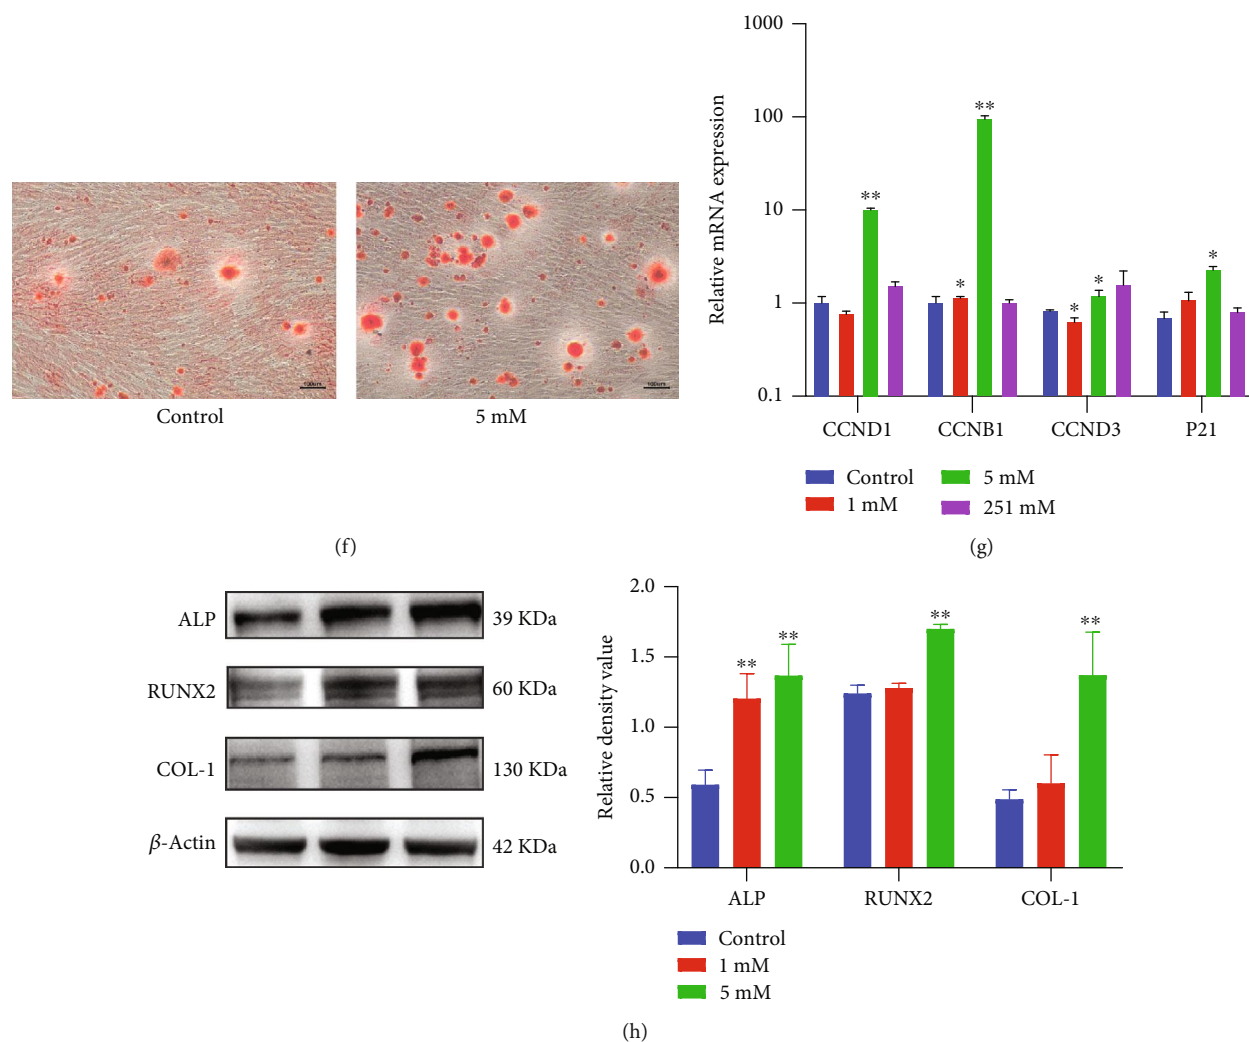 1000
100
10
1
0.1
Relative mRNA expression
**
**
*
*
*
*
CCND1
CCNB1
CCND3
P21
Control
1 mM
5 mM
251 mM
(g)
100um
100um
Control
5 mM
(f)
ALP
39 KDa
RUNX2
60 KDa
COL-1
130 KDa
β-Actin
42 KDa
2.0
1.5
1.0
0.5
0.0
Relative density value
**
**
**
**
ALP
RUNX2
COL-1
Control
1 mM
5 mM
(h)